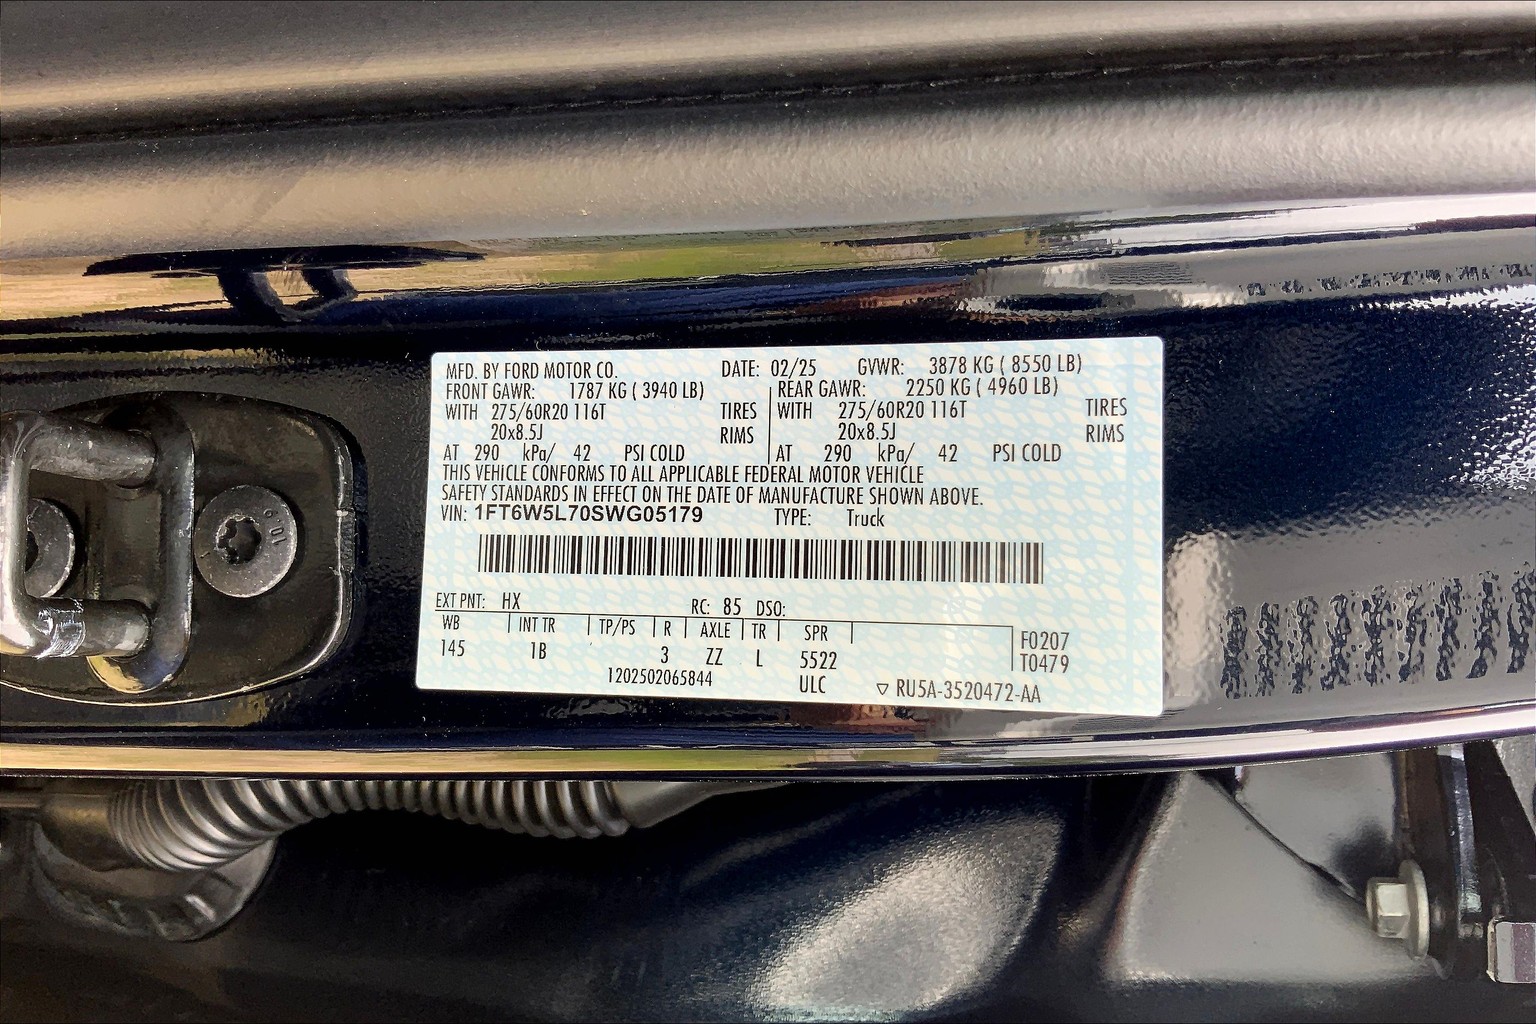 MFD. BY FORD MOTOR CO. DATE: 02/25 GVWR: 3878 KG ( 8550 LB)
FRONT GAWR: 1787 KG ( 3940 LB) REAR GAWR: 2250 KG ( 4960 LB)
WITH 275/60R20 116T TIRES WITH 275/60R20 116T TIRES
20x8.5J RIMS 20x8.5J RIMS
AT 290 kPa/ 42 PSI COLD AT 290 kPa/ 42 PSI COLD
THIS VEHICLE CONFORMS TO ALL APPLICABLE FEDERAL MOTOR VEHICLE
SAFETY STANDARDS IN EFFECT ON THE DATE OF MANUFACTURE SHOWN ABOVE.
VIN: 1FT6W5L70SWG05179 TYPE: Truck
EXT PNT: HX RC: 85 DSO:
WB INT TR TP/PS R AXLE TR SPR F0207
145 1B 3 ZZ L 5522 T0479
1202502065844 ULC ▽ RU5A-3520472-AA
10.9